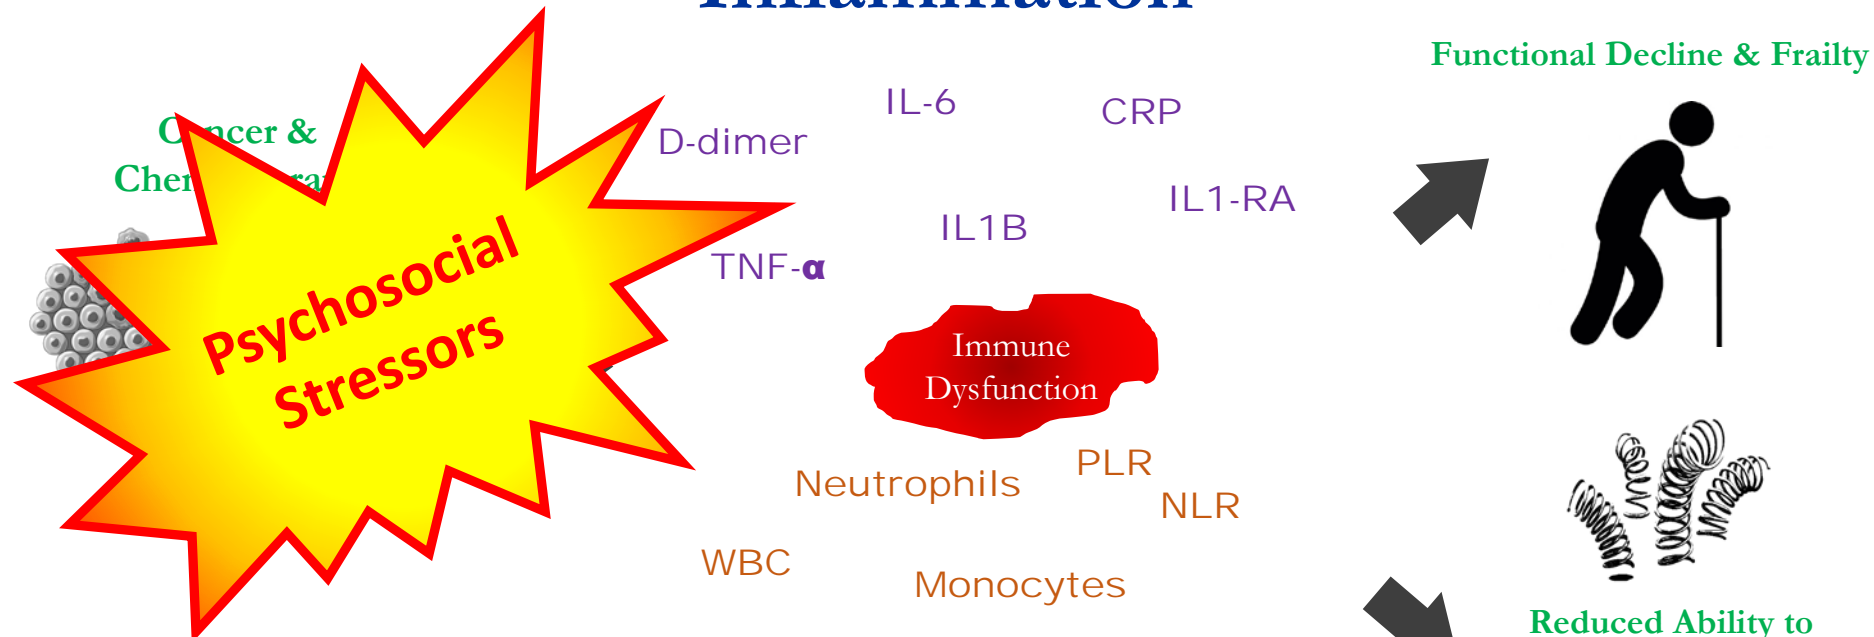 Inflammation
Functional Decline & Frailty
IL-6
CRP
D-dimer
&
IL1-RA
IL1B
TNF-α
Psychosocial
Stressors
Immune
Dysfunction
PLR
Neutrophils
NLR
WBC
Monocytes
Reduced Ability to